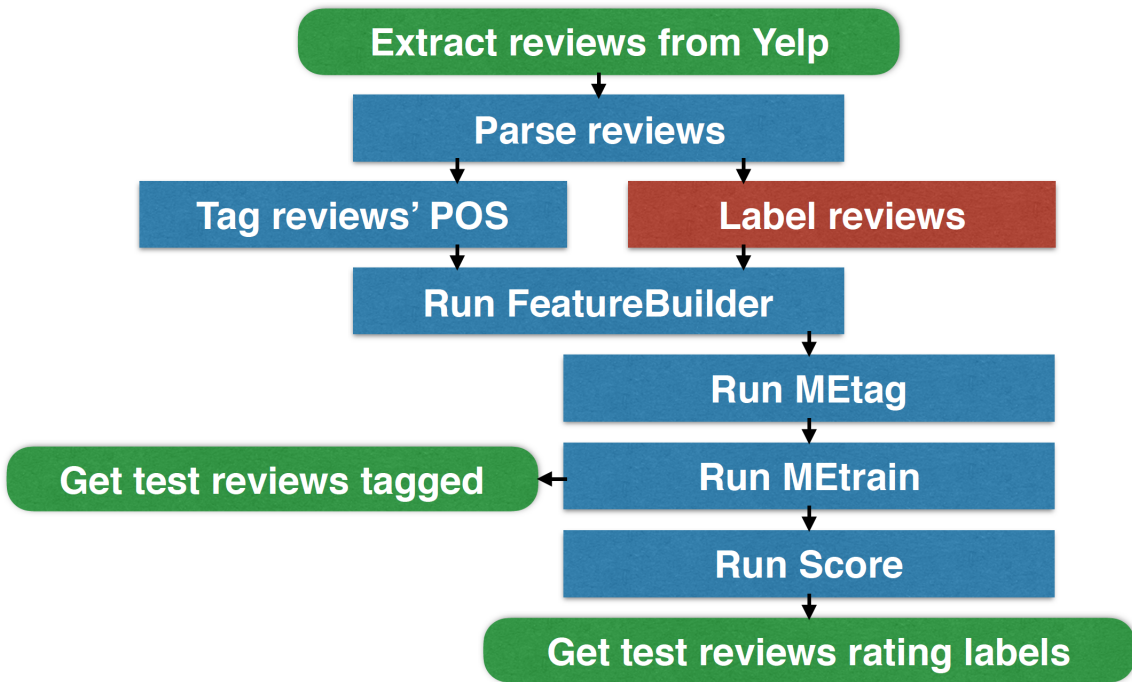 Extract reviews from Yelp
Parse reviews
Tag reviews’ POS
Label reviews
Run FeatureBuilder
Run MEtag
Get test reviews tagged
Run MEtrain
Run Score
Get test reviews rating labels